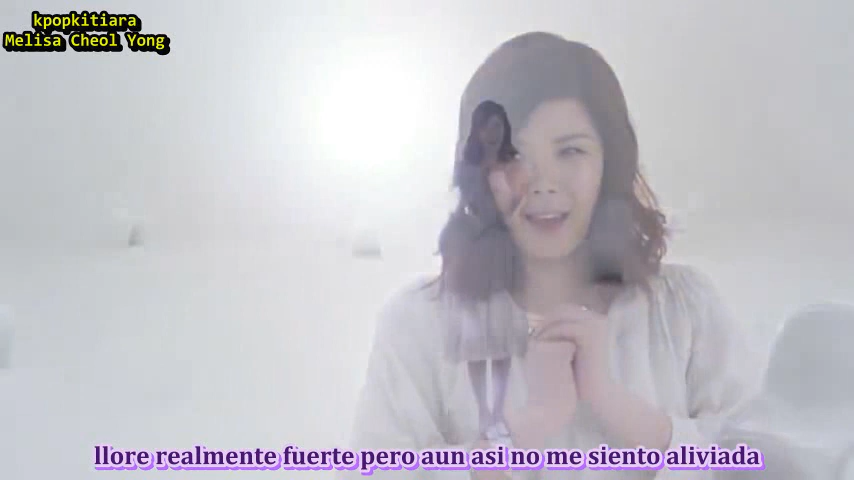 kpopkitiara
Melisa Cheol Yong
llore realmente fuerte pero aun asi no me siento aliviada